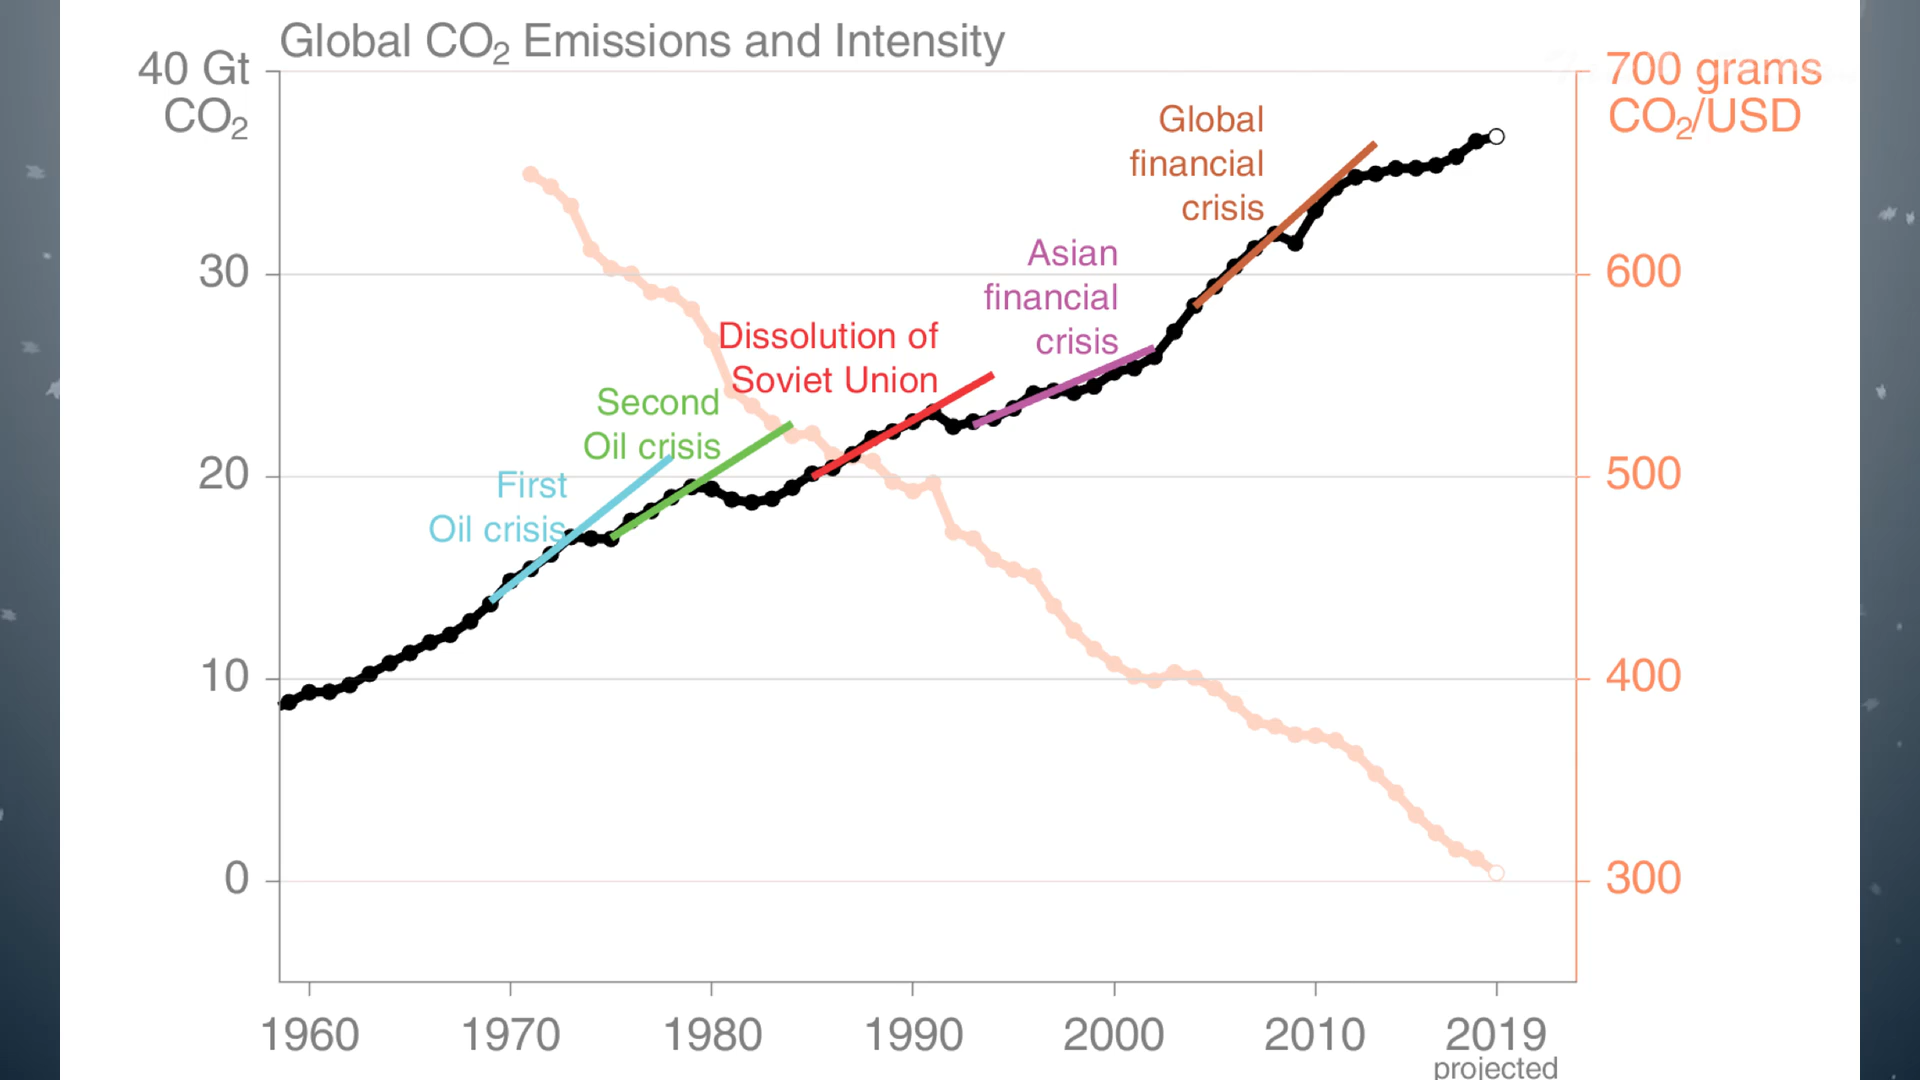 Global CO₂ Emissions and Intensity
40 Gt
CO₂
30
20
10
0
700 grams
CO₂/USD
600
500
400
300
First
Oil crisis
Second
Oil crisis
Dissolution of
Soviet Union
Asian
financial
crisis
Global
financial
crisis
1960 1970 1980 1990 2000 2010 2019
projected